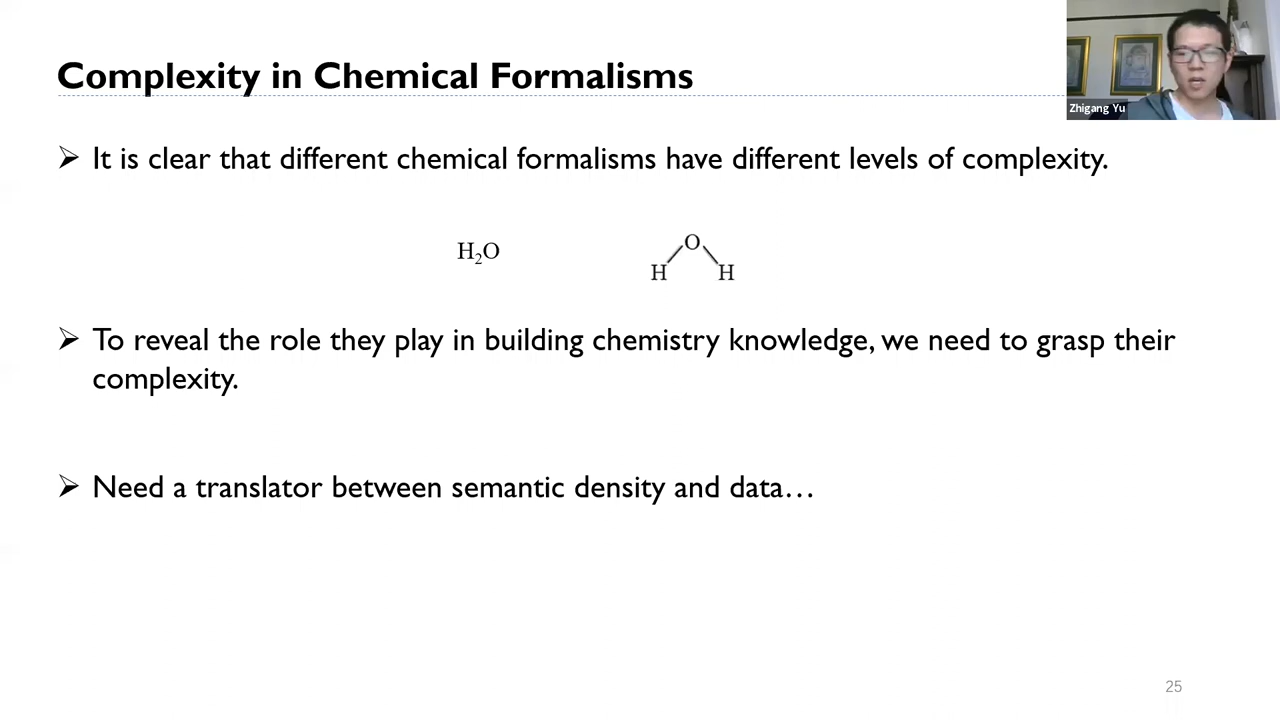 Complexity in Chemical Formalisms
Zhigang Yu
➢ It is clear that different chemical formalisms have different levels of complexity.
H₂O
O
H H
➢ To reveal the role they play in building chemistry knowledge, we need to grasp their
complexity.
➢ Need a translator between semantic density and data…
25